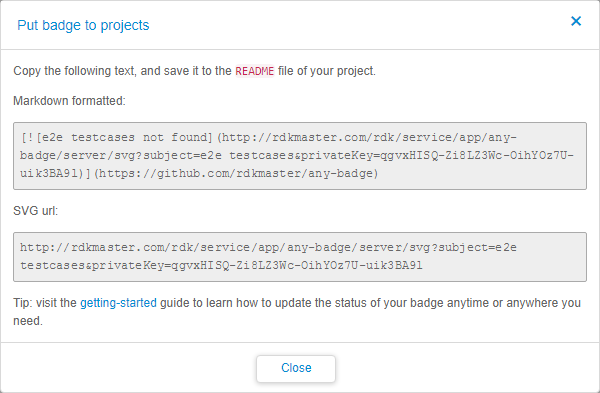 Put badge to projects
×
Copy the following text, and save it to the README file of your project.
Markdown formatted:
[![e2e testcases not found](http://rdkmaster.com/rdk/service/app/any-
badge/server/svg?subject=e2e testcases&privateKey=qgvxHISQ-Zi8LZ3Wc-OihYOz7U-
uik3BA9l)](https://github.com/rdkmaster/any-badge)
SVG url:
http://rdkmaster.com/rdk/service/app/any-badge/server/svg?subject=e2e
testcases&privateKey=qgvxHISQ-Zi8LZ3Wc-OihYOz7U-uik3BA9l
Tip: visit the getting-started guide to learn how to update the status of your badge anytime or anywhere you
need.
Close